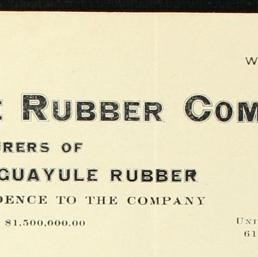 W
E RUBBER COM
URERS OF
GUAYULE RUBBER
DENCE TO THE COMPANY
$1,500,000.00
UNI
61